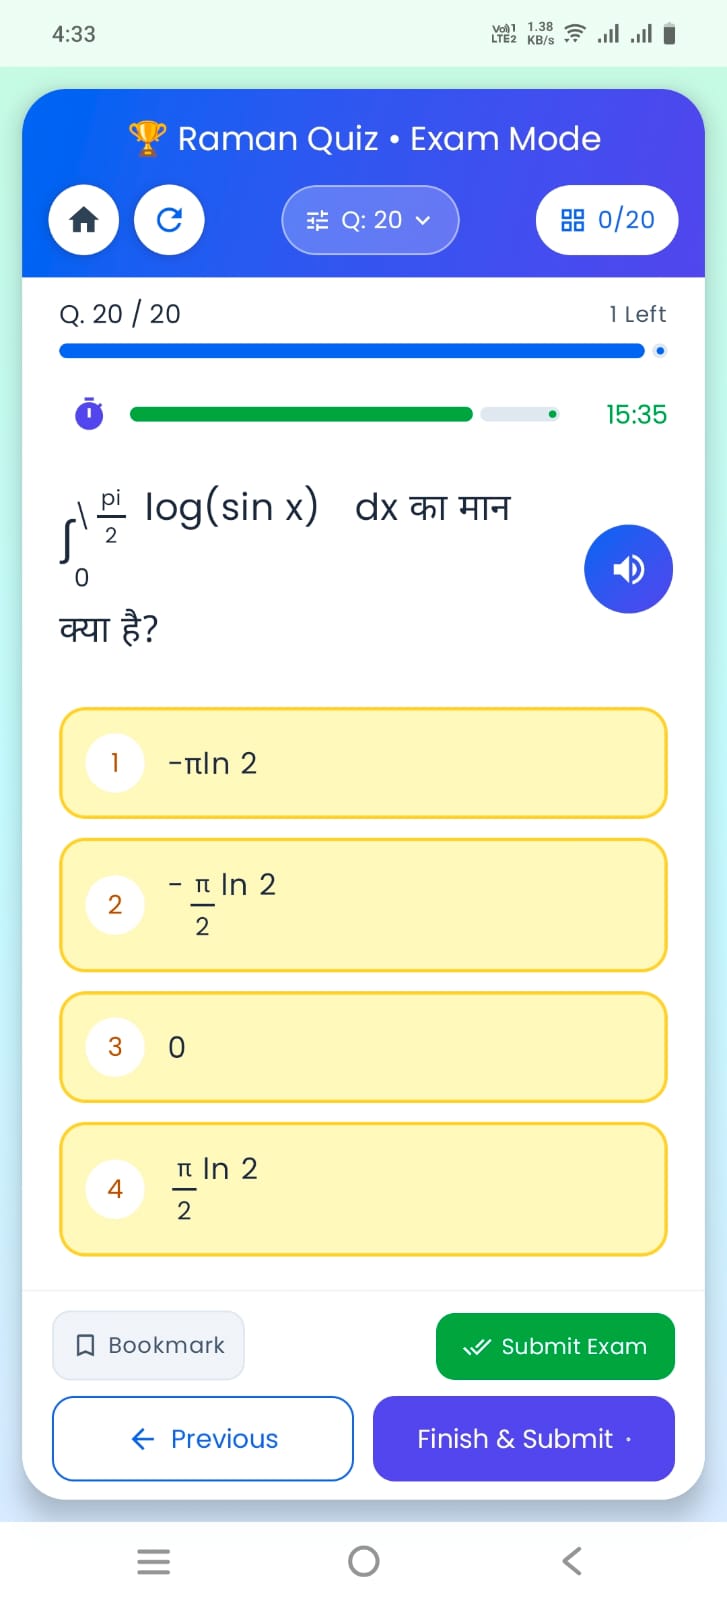 4:33
Vo) 1 LTE2 1.38 KB/s
🏆 Raman Quiz • Exam Mode
Q: 20
0/20
Q. 20 / 20
1 Left
15:35
∫₀^\(pi/2) log(sin x) dx का मान
क्या है?
1 -πln 2
2 - π/2 ln 2
3 0
4 π/2 ln 2
Bookmark
Submit Exam
← Previous
Finish & Submit •